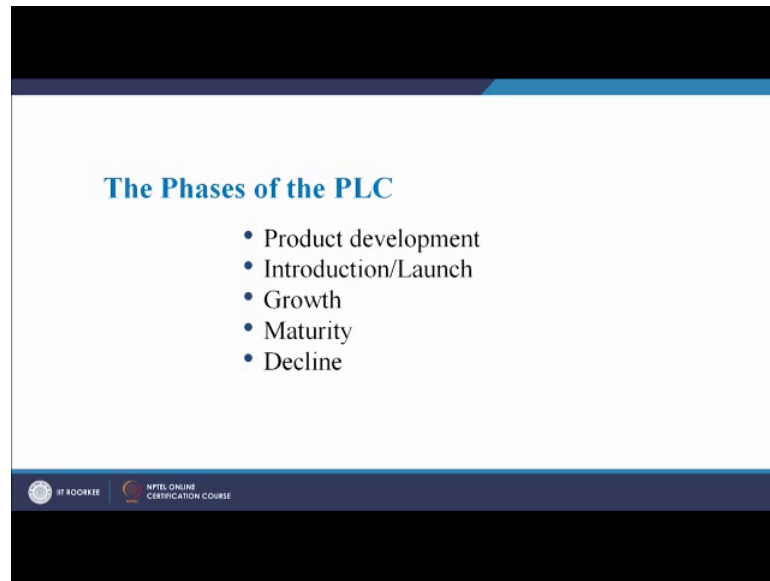 The Phases of the PLC
• Product development
• Introduction/Launch
• Growth
• Maturity
• Decline
IIT ROORKEE
NPTEL ONLINE
CERTIFICATION COURSE